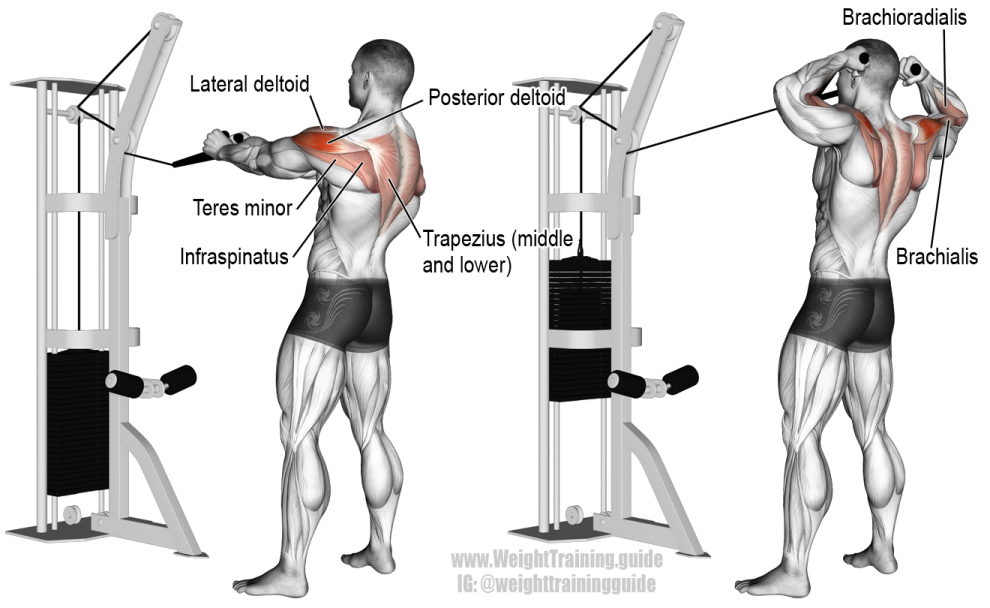 Brachioradialis
Lateral deltoid
Posterior deltoid
Teres minor
Infraspinatus
Trapezius (middle
and lower)
Brachialis
www.WeightTraining.guide
IG: @weighttrainingguide